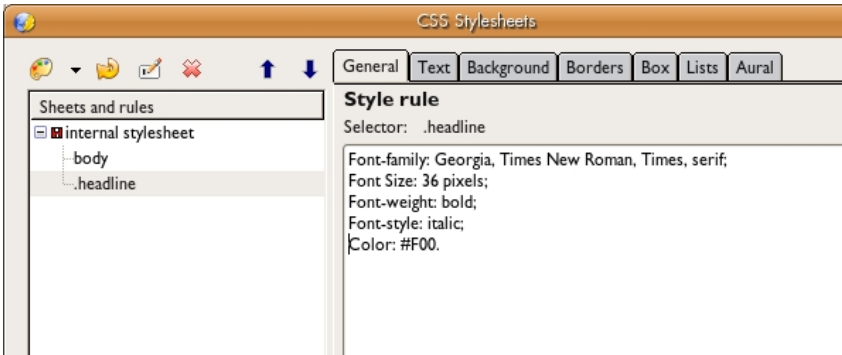 CSS Stylesheets
General Text Background Borders Box Lists Aural
Sheets and rules
internal stylesheet
body
.headline
Style rule
Selector: .headline
Font-family: Georgia, Times New Roman, Times, serif;
Font Size: 36 pixels;
Font-weight: bold;
Font-style: italic;
Color: #F00.